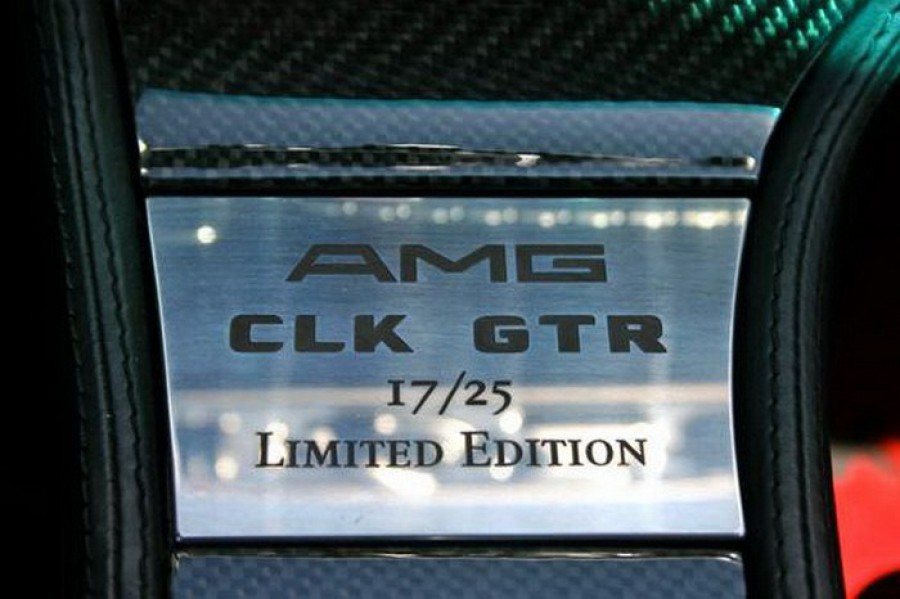 AMG
CLK GTR
17/25
LIMITED EDITION